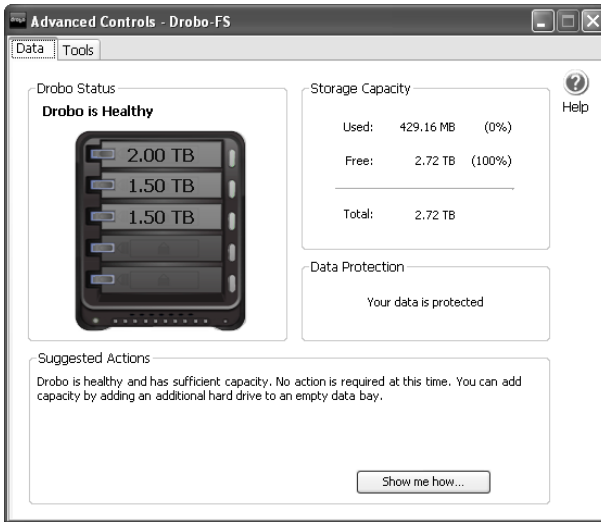 Advanced Controls - Drobo-FS
Data
Tools
Drobo Status
Drobo is Healthy
2.00 TB
1.50 TB
1.50 TB
Storage Capacity
Used: 429.16 MB (0%)
Free: 2.72 TB (100%)
Total: 2.72 TB
Help
Data Protection
Your data is protected
Suggested Actions
Drobo is healthy and has sufficient capacity. No action is required at this time. You can add
capacity by adding an additional hard drive to an empty data bay.
Show me how...